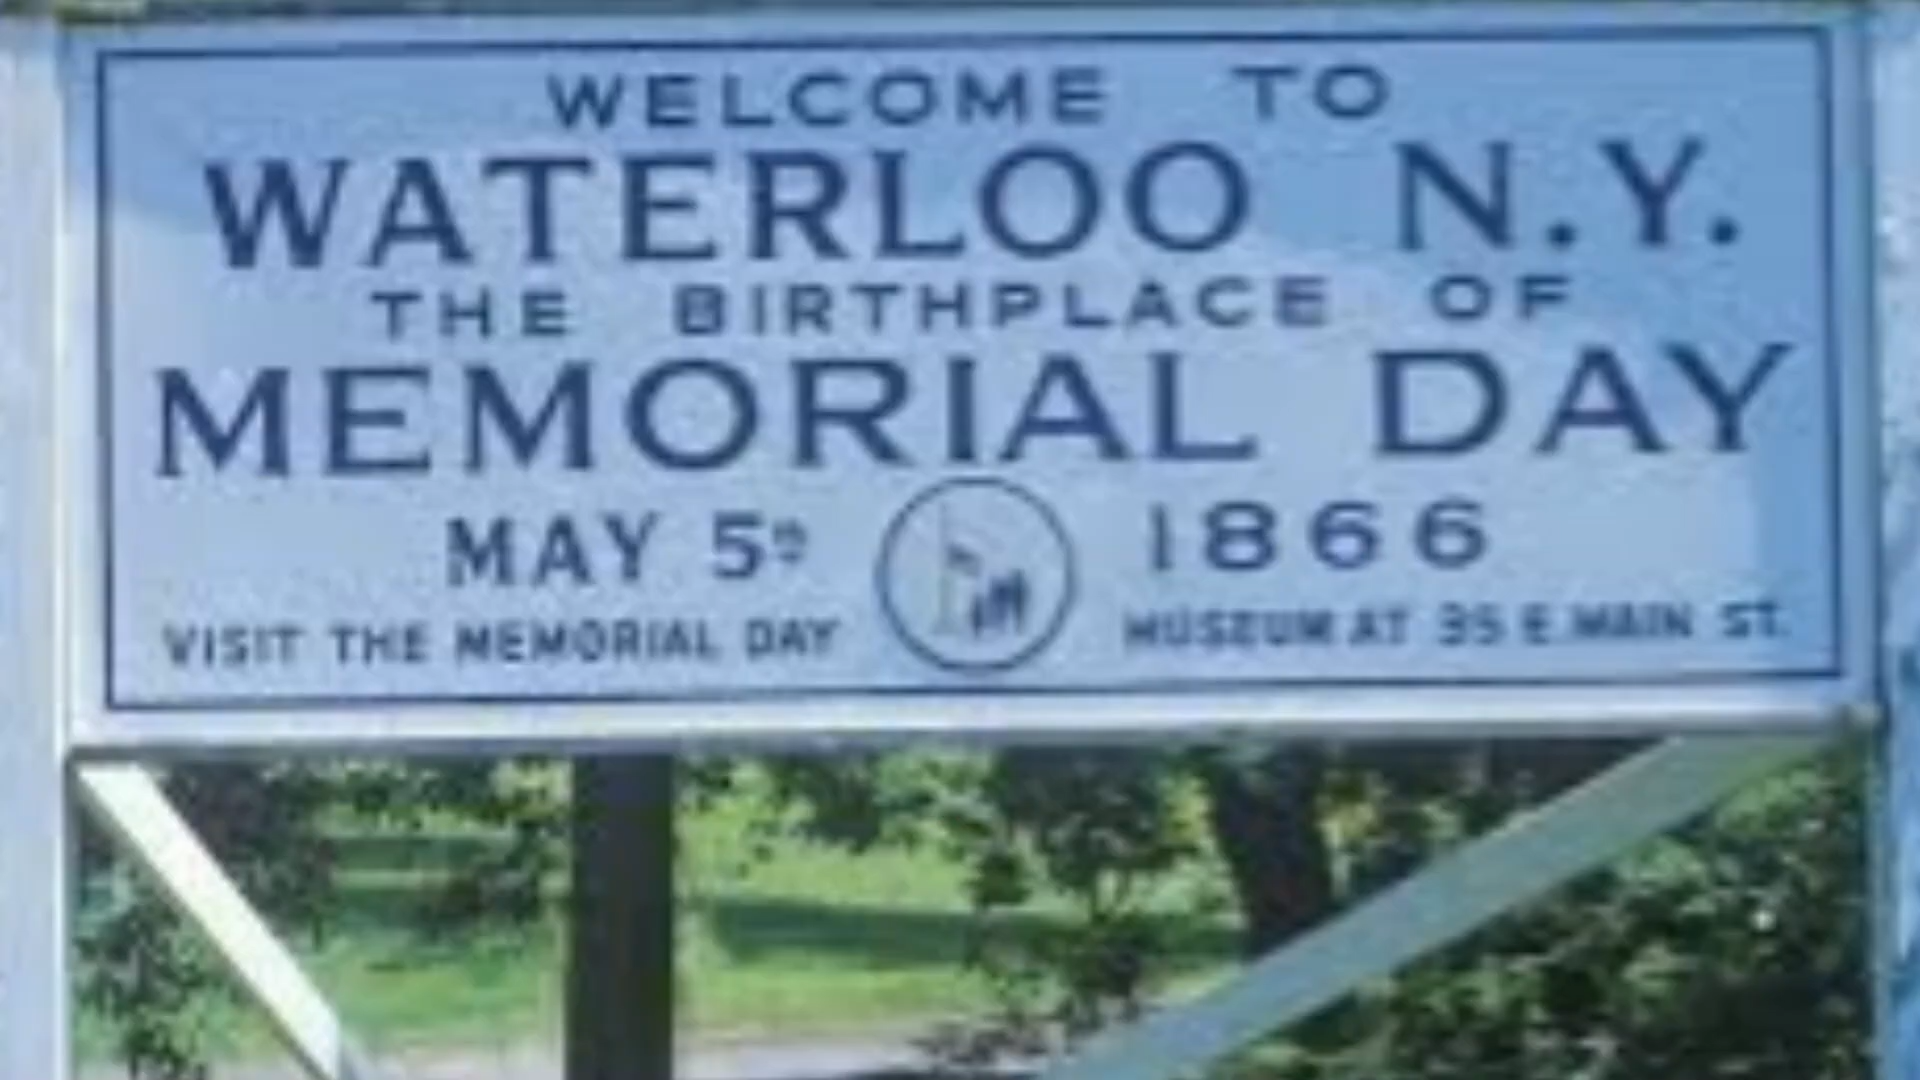 WELCOME TO
WATERLOO N.Y.
THE BIRTHPLACE OF
MEMORIAL DAY
MAY 5th 1866
VISIT THE MEMORIAL DAY MUSEUM AT 35 E. MAIN ST.